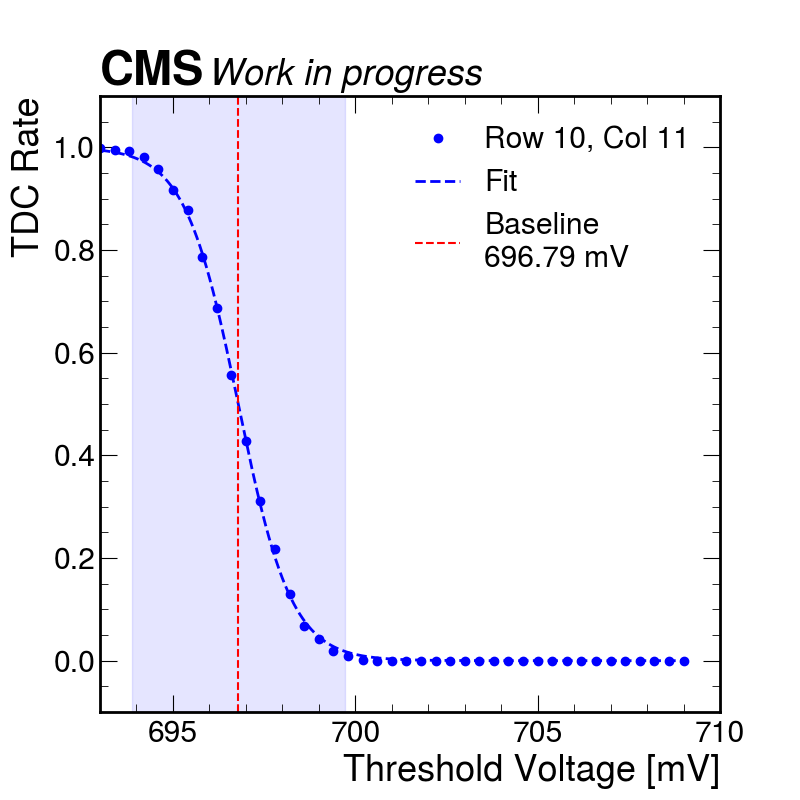 CMS Work in progress
TDC Rate
1.0
0.8
0.6
0.4
0.2
0.0
Row 10, Col 11
Fit
Baseline
696.79 mV
695
700
705
710
Threshold Voltage [mV]